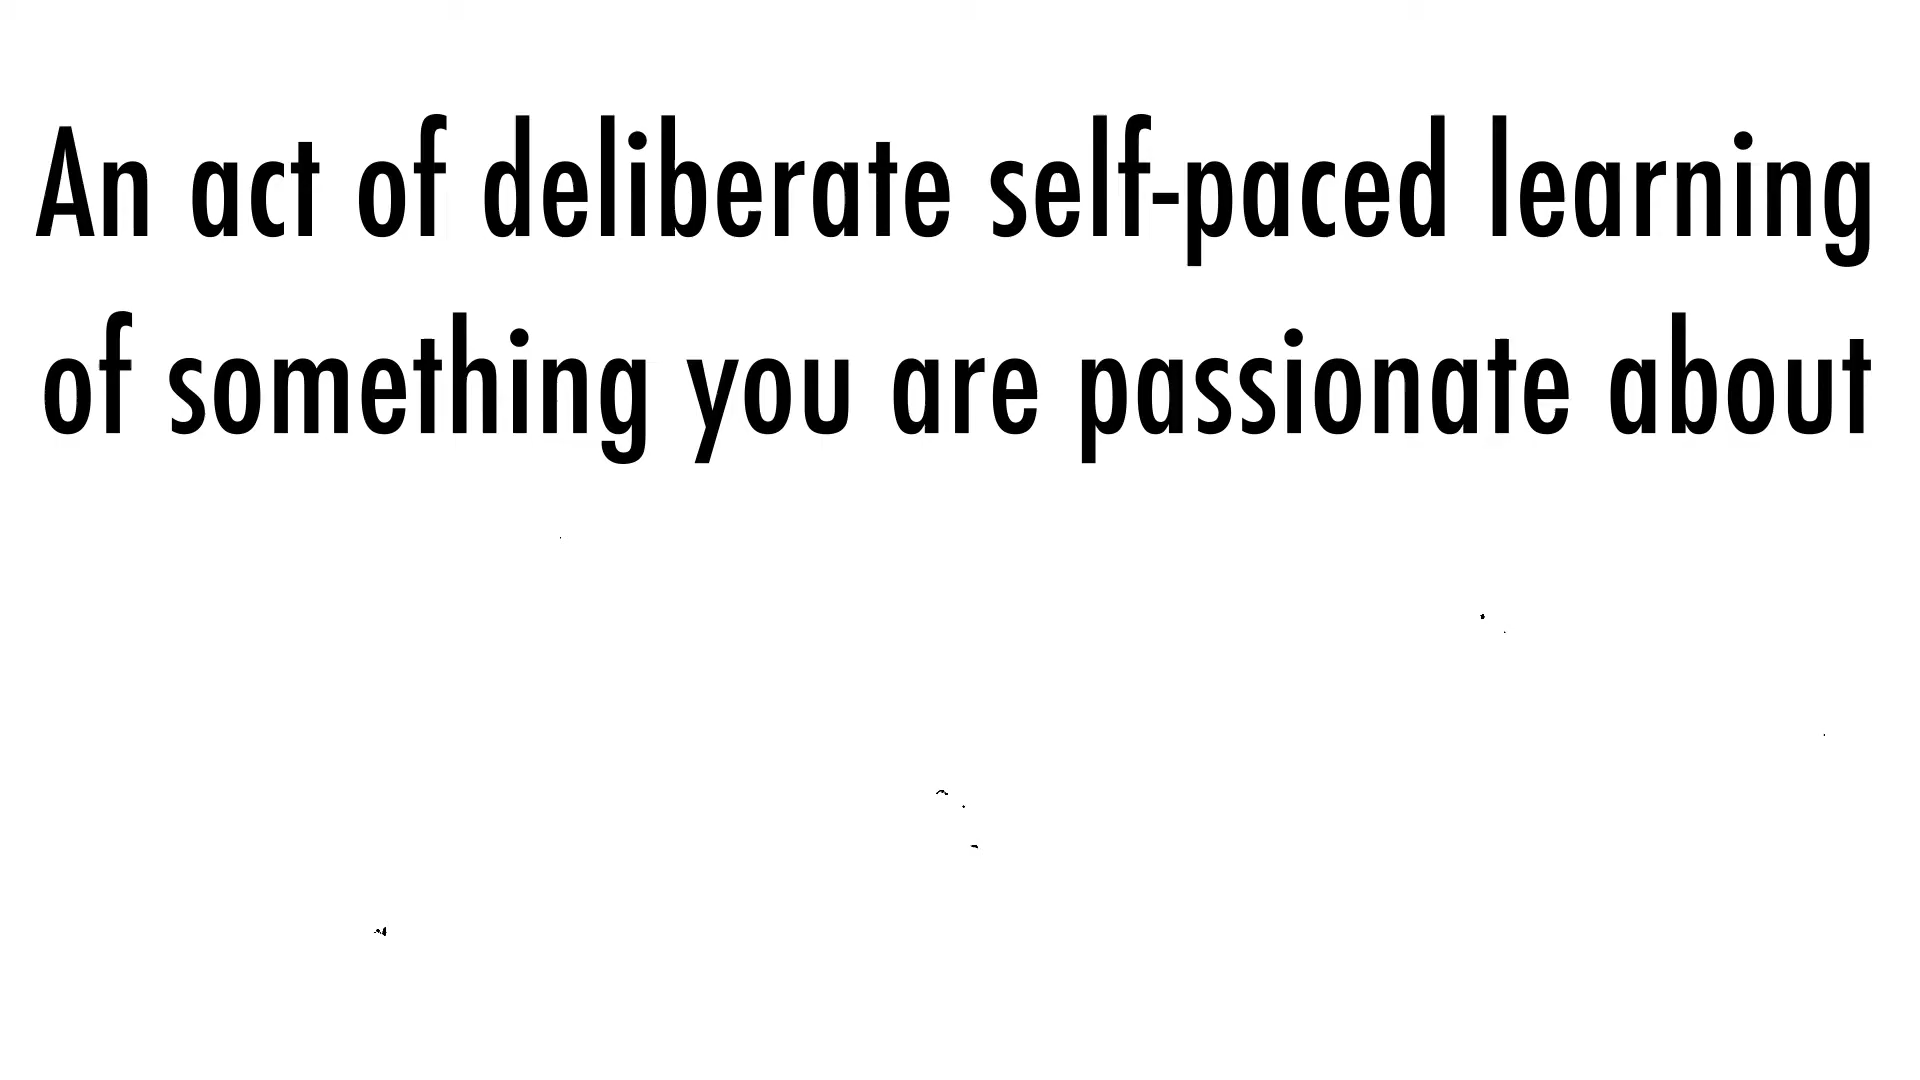 An act of deliberate self-paced learning
of something you are passionate about